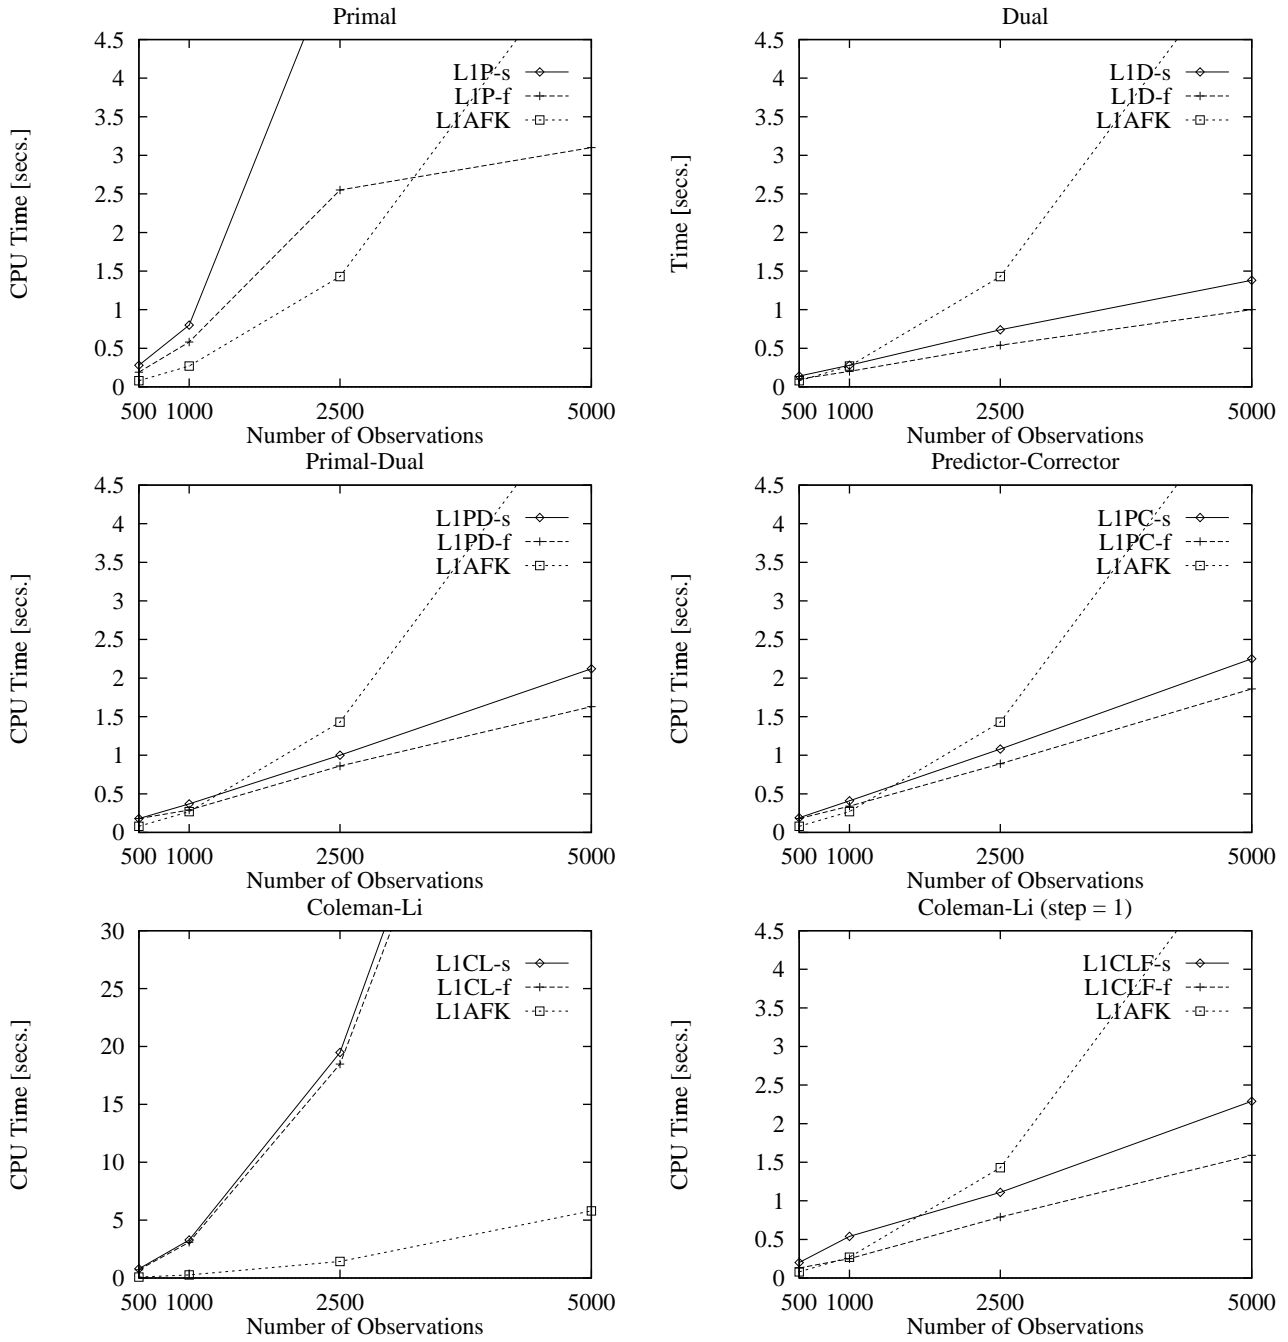 Primal
4.5
4
3.5
3
2.5
2
1.5
1
0.5
0
CPU Time [secs.]
L1P-s
L1P-f
L1AFK
500 1000 2500 5000
Number of Observations
Dual
4.5
4
3.5
3
2.5
2
1.5
1
0.5
0
Time [secs.]
L1D-s
L1D-f
L1AFK
500 1000 2500 5000
Number of Observations
Primal-Dual
4.5
4
3.5
3
2.5
2
1.5
1
0.5
0
CPU Time [secs.]
L1PD-s
L1PD-f
L1AFK
500 1000 2500 5000
Number of Observations
Predictor-Corrector
4.5
4
3.5
3
2.5
2
1.5
1
0.5
0
CPU Time [secs.]
L1PC-s
L1PC-f
L1AFK
500 1000 2500 5000
Number of Observations
Coleman-Li
30
25
20
15
10
5
0
CPU Time [secs.]
L1CL-s
L1CL-f
L1AFK
500 1000 2500 5000
Number of Observations
Coleman-Li (step = 1)
4.5
4
3.5
3
2.5
2
1.5
1
0.5
0
CPU Time [secs.]
L1CLF-s
L1CLF-f
L1AFK
500 1000 2500 5000
Number of Observations